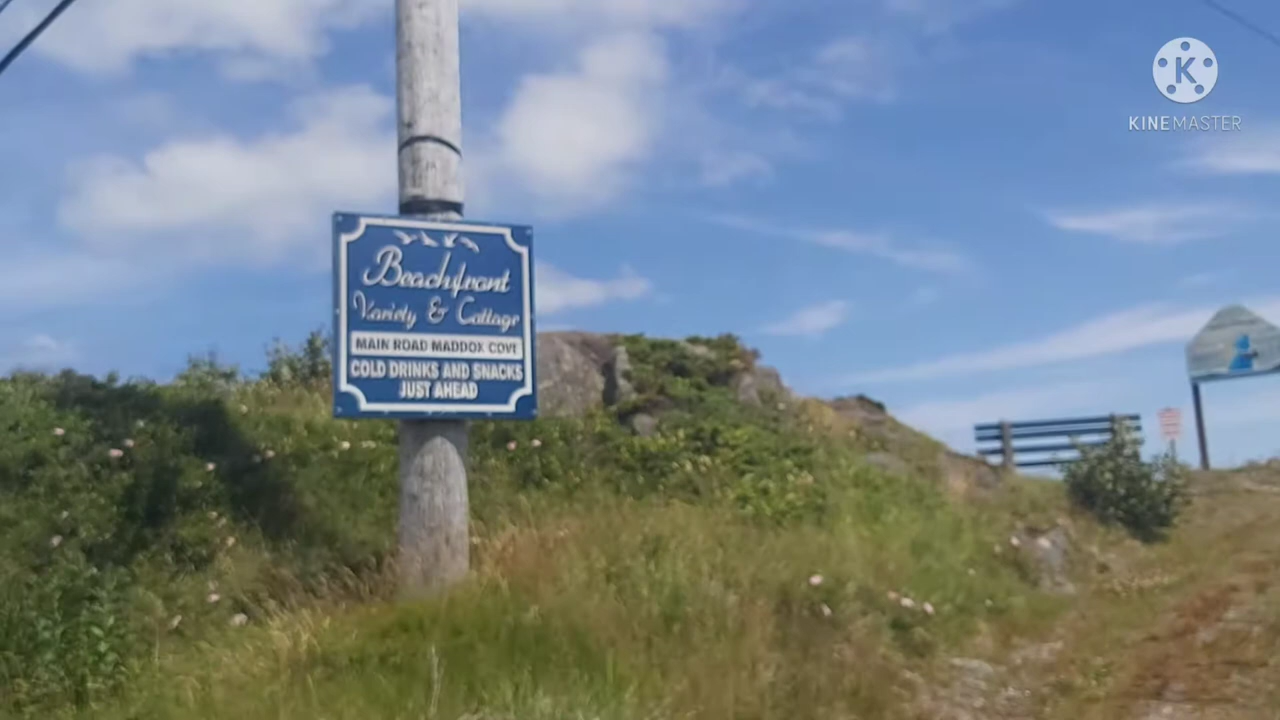 Beachfront
Variety & Cottage
MAIN ROAD MADDOX COVE
COLD DRINKS AND SNACKS
JUST AHEAD
K
KINEMASTER